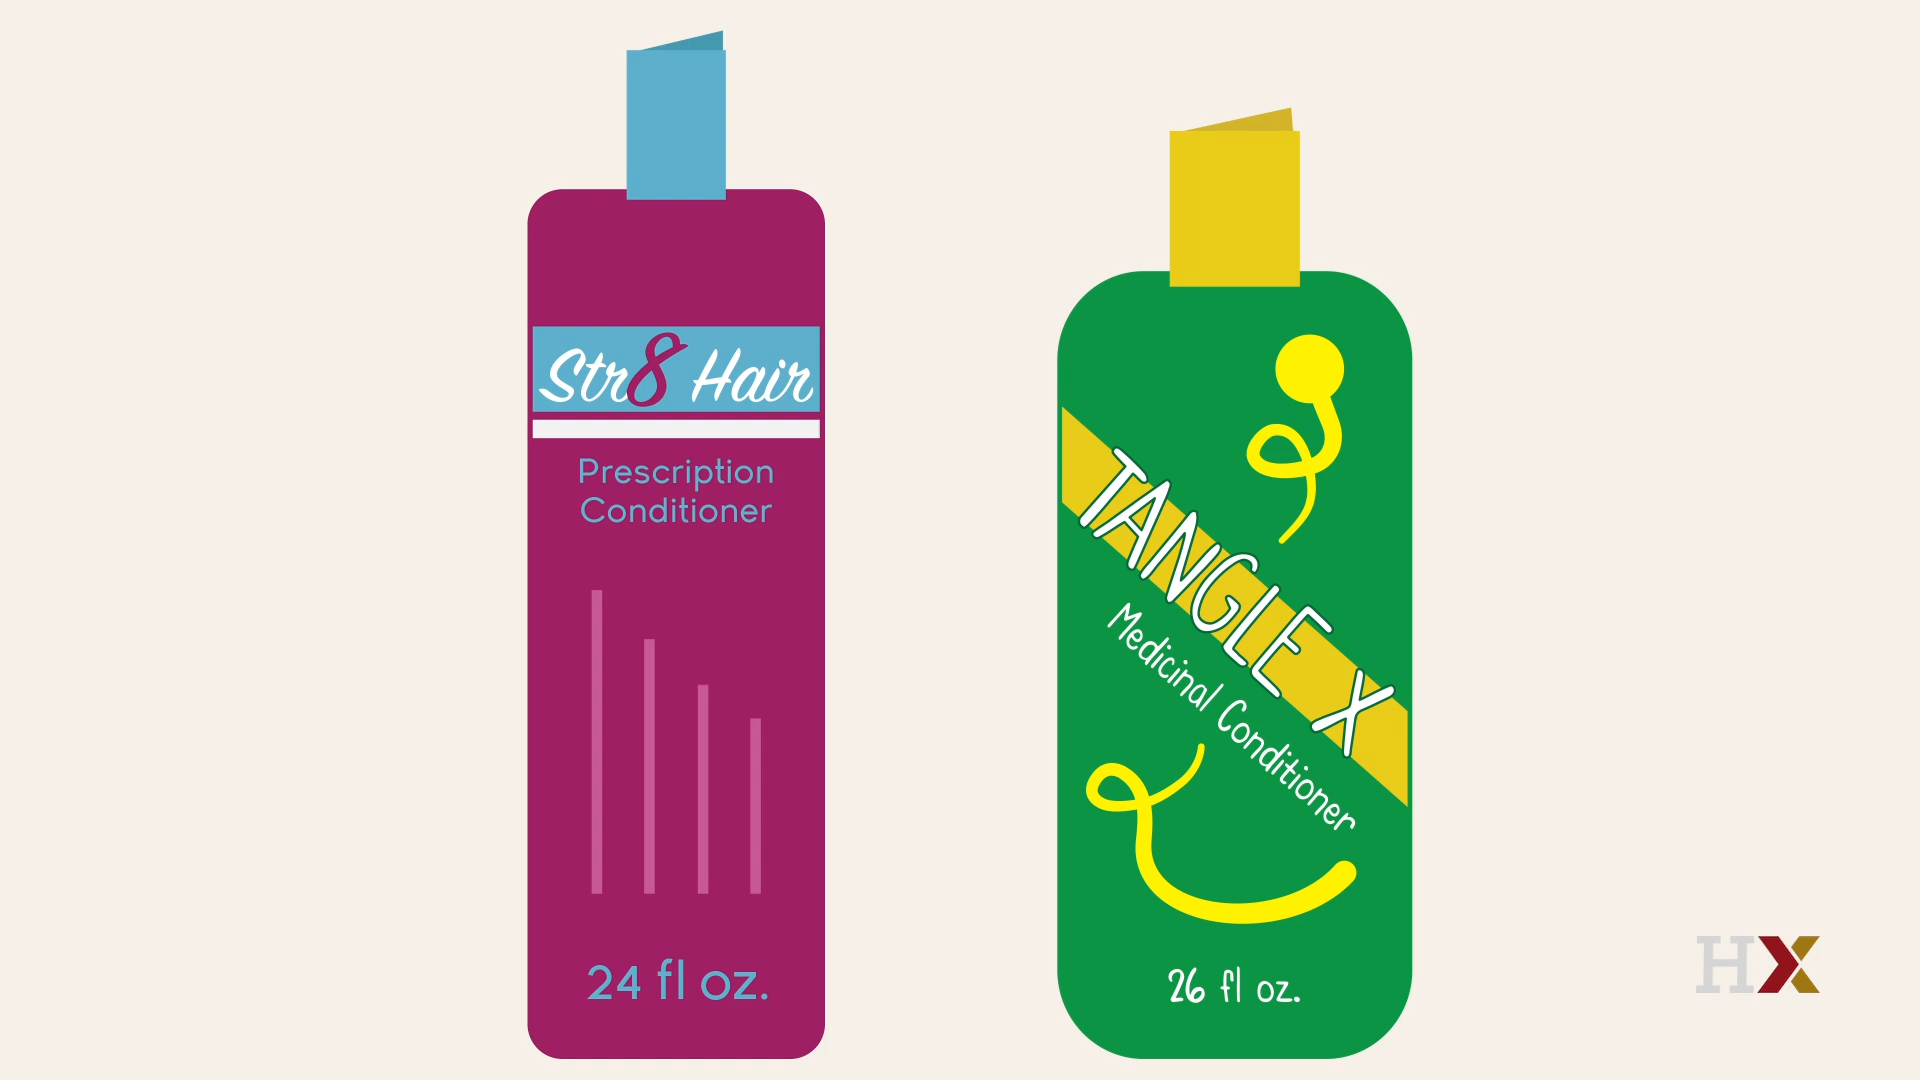 Str8 Hair
Prescription
Conditioner
24 fl oz.
TANGLE X
Medicinal Conditioner
26 fl oz.
HX